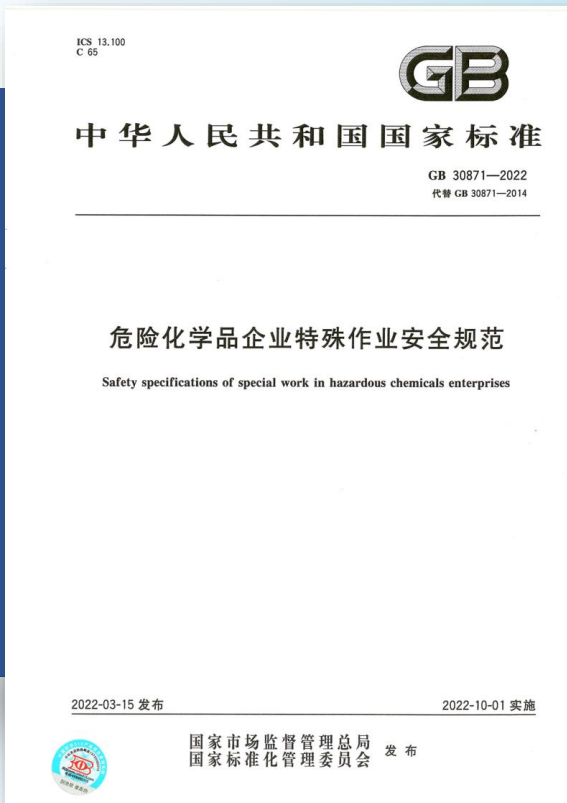 ICS 13.100
C 65
GB
中华人民共和国国家标准
GB 30871—2022
代替 GB 30871—2014
危险化学品企业特殊作业安全规范
Safety specifications of special work in hazardous chemicals enterprises
2022-03-15 发布
2022-10-01 实施
国家市场监督管理总局
国家标准化管理委员会
发布